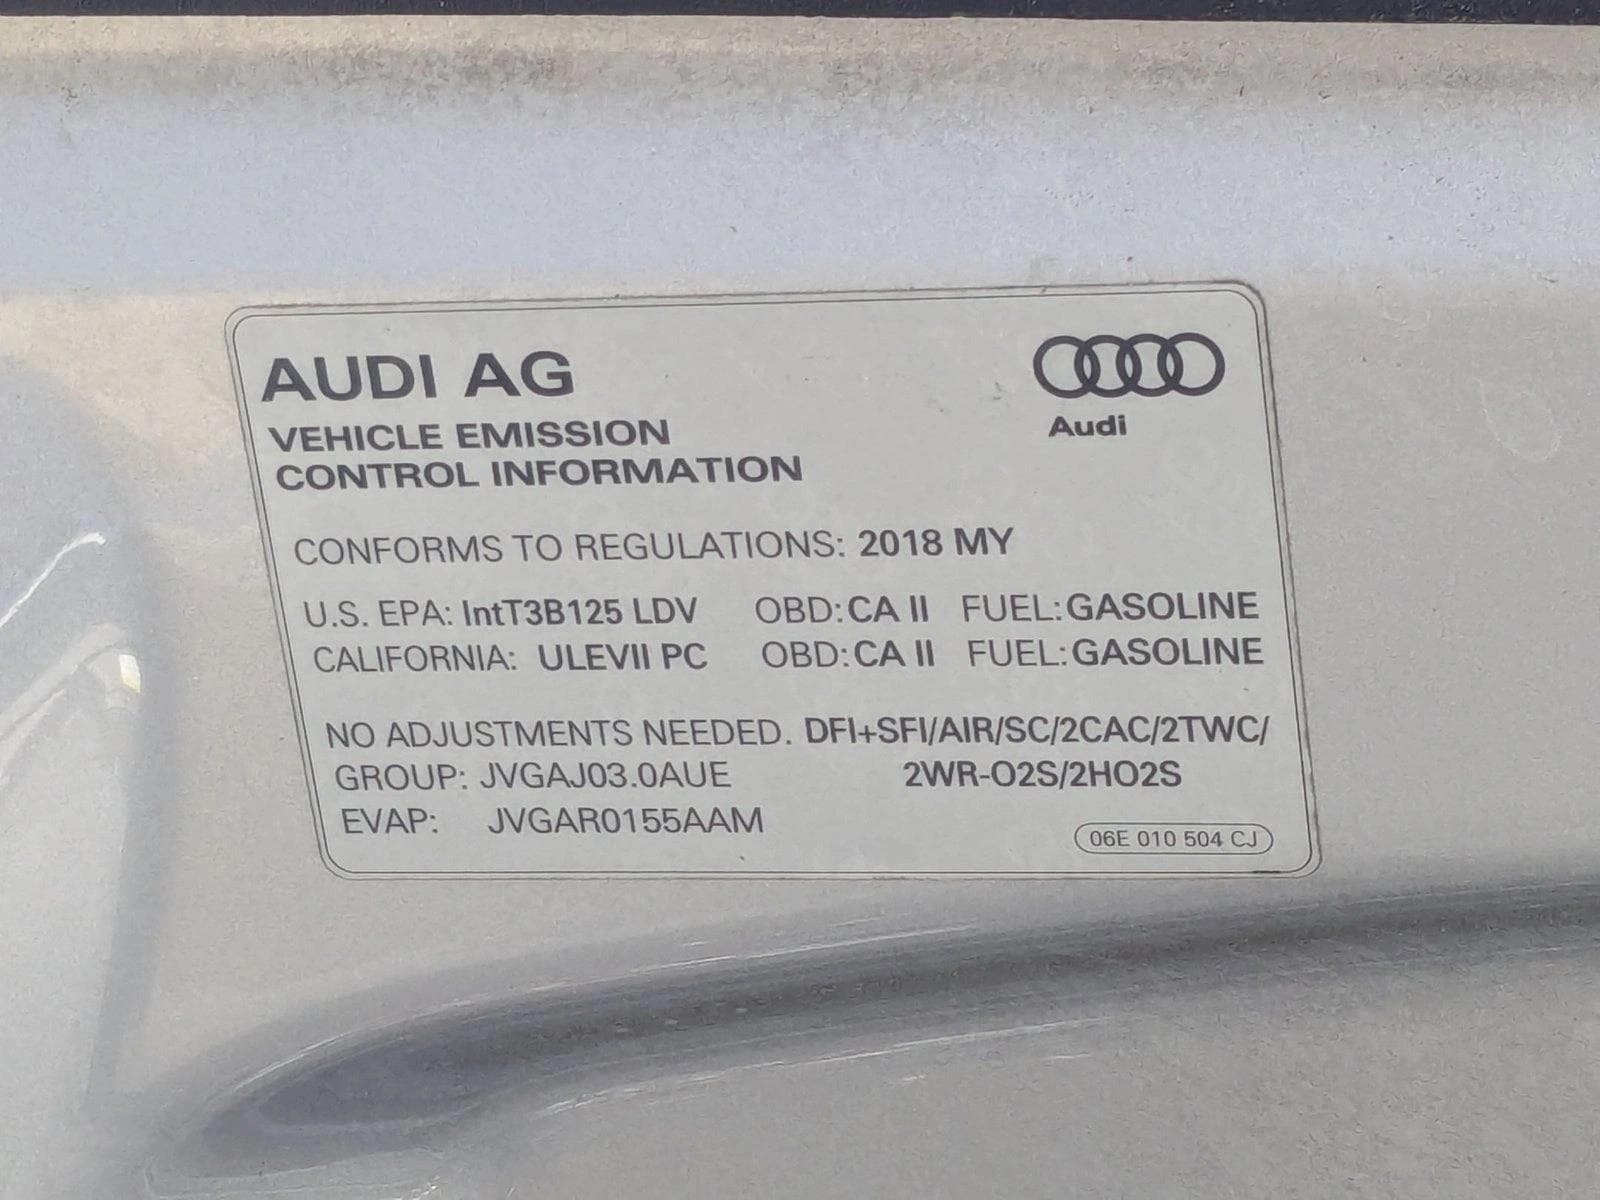 AUDI AG
Audi
VEHICLE EMISSION
CONTROL INFORMATION
CONFORMS TO REGULATIONS: 2018 MY
U.S. EPA: IntT3B125 LDV OBD: CA II FUEL: GASOLINE
CALIFORNIA: ULEVII PC OBD: CA II FUEL: GASOLINE
NO ADJUSTMENTS NEEDED. DFI+SFI/AIR/SC/2CAC/2TWC/
GROUP: JVGAJ03.0AUE 2WR-O2S/2HO2S
EVAP: JVGAR0155AAM
06E 010 504 CJ